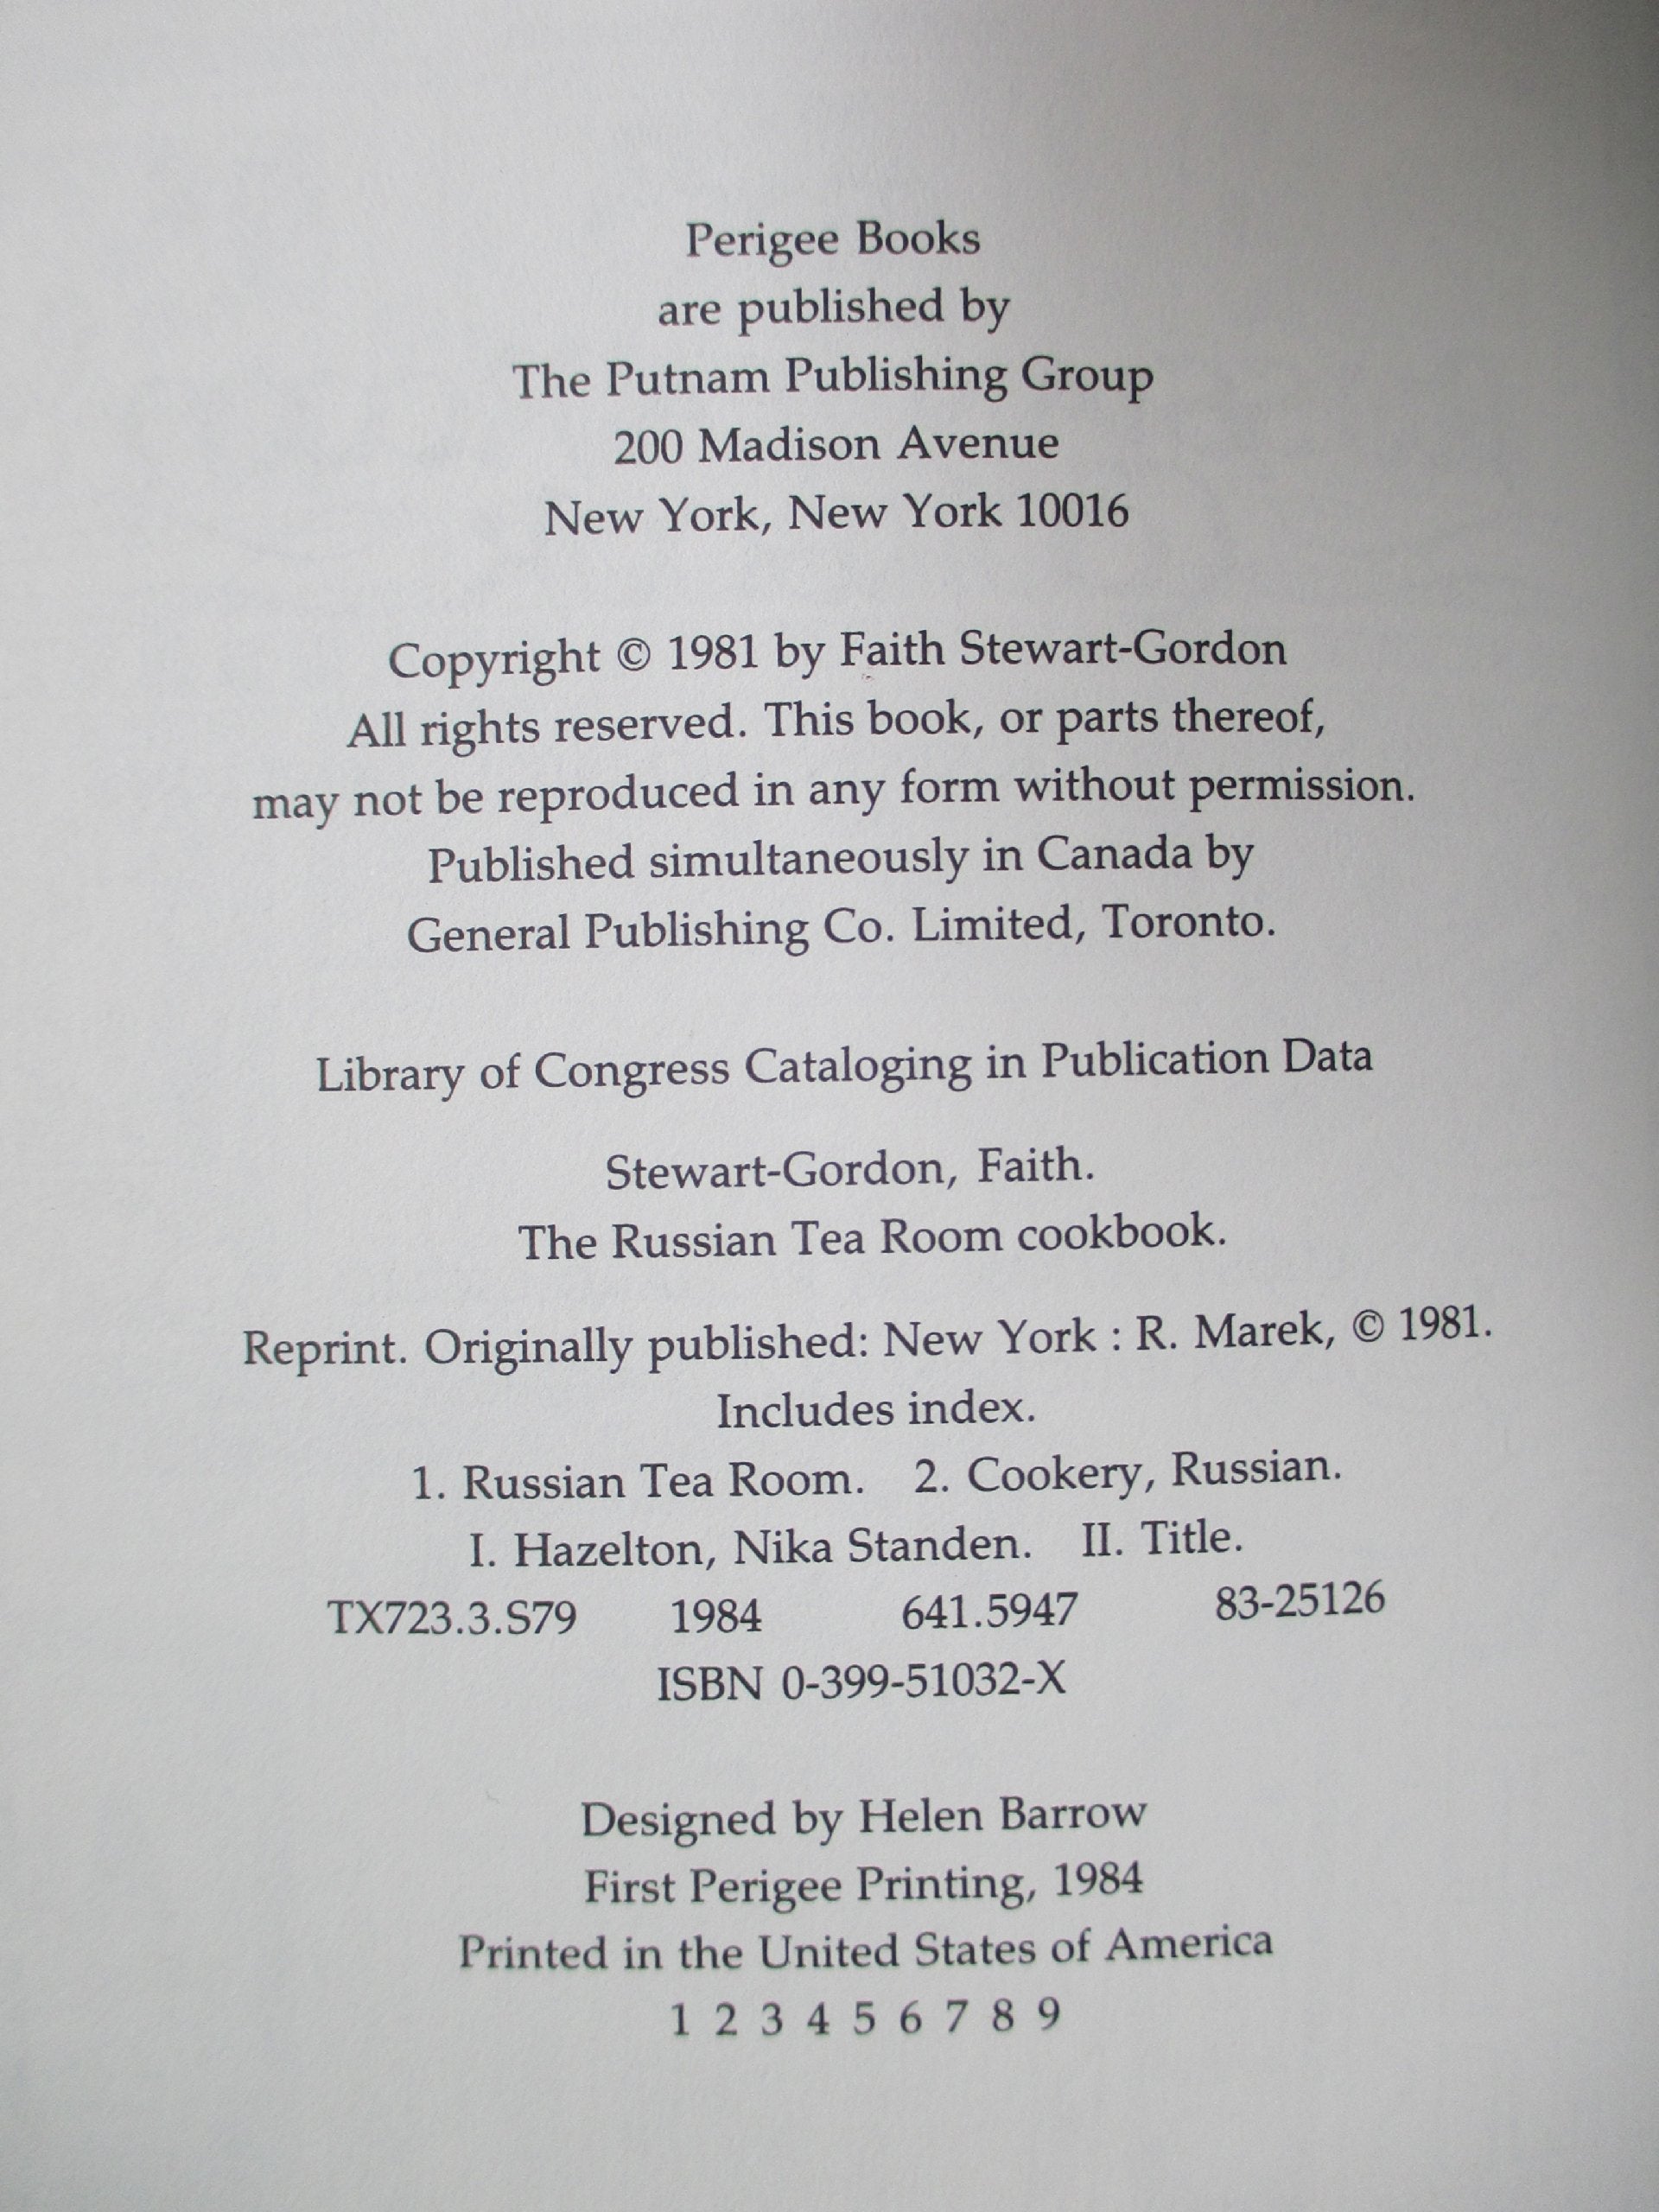 Perigee Books
are published by
The Putnam Publishing Group
200 Madison Avenue
New York, New York 10016
Copyright © 1981 by Faith Stewart-Gordon
All rights reserved. This book, or parts thereof,
may not be reproduced in any form without permission.
Published simultaneously in Canada by
General Publishing Co. Limited, Toronto.
Library of Congress Cataloging in Publication Data
Stewart-Gordon, Faith.
The Russian Tea Room cookbook.
Reprint. Originally published: New York : R. Marek, © 1981.
Includes index.
1. Russian Tea Room. 2. Cookery, Russian.
I. Hazelton, Nika Standen. II. Title.
TX723.3.S79 1984 641.5947 83-25126
ISBN 0-399-51032-X
Designed by Helen Barrow
First Perigee Printing, 1984
Printed in the United States of America
1 2 3 4 5 6 7 8 9